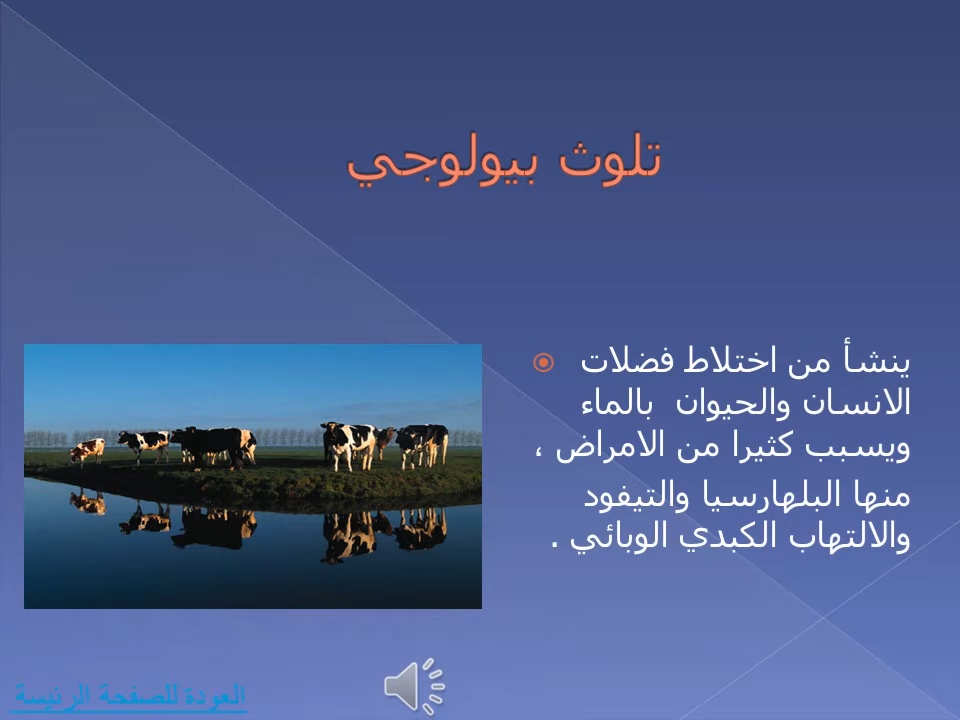 تلوث بيولوجي
ينشأ من اختلاط فضلات
الانسان والحيوان بالماء
ويسبب كثيرا من الامراض ،
منها البلهارسيا والتيفود
والالتهاب الكبدي الوبائي .
العودة للصفحة الرئيسة